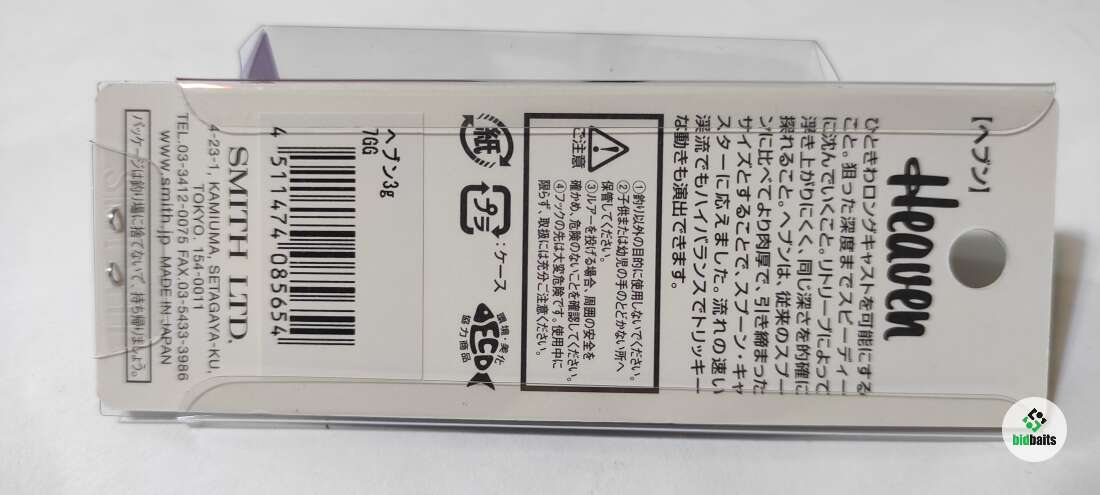 【ヘブン】
Heaven
ひときわロングキャストを可能にする
こと。狙った深度までスピーディー
に沈んでいくこと。リトリーブによって
浮き上がりにくく、同じ深さを的確に
探れること。ヘブンは、従来のスプー
ンに比べてより肉厚で、引き締まった
サイズとすることで、スプーン・キャ
スターに応えました。流れの速い
渓流でもハイバランスでトリッキー
な動きも演出できます。
ご注意
①釣り以外の目的に使用しないでください。
②子供または幼児の手のとどかない所へ
保管してください。
③ルアーを投げる場合、周囲の安全を
確かめ、危険のないことを確認してください。
④フックの先は大変危険です。使用中に
限らず、取扱には充分ご注意ください。
紙
プラ
:ケース
環境・美化
ECO
協力商品
ヘブン3g
7GG
4 511474 085654
SMITH LTD.
4-23-1, KAMIUMA, SETAGAYA-KU,
TOKYO, 154-0011
TEL.03-3412-0075 FAX.03-5433-3986
www.smith.jp MADE IN JAPAN
パッケージは釣り場に捨てないで、持ち帰りましょう。
bidbaits